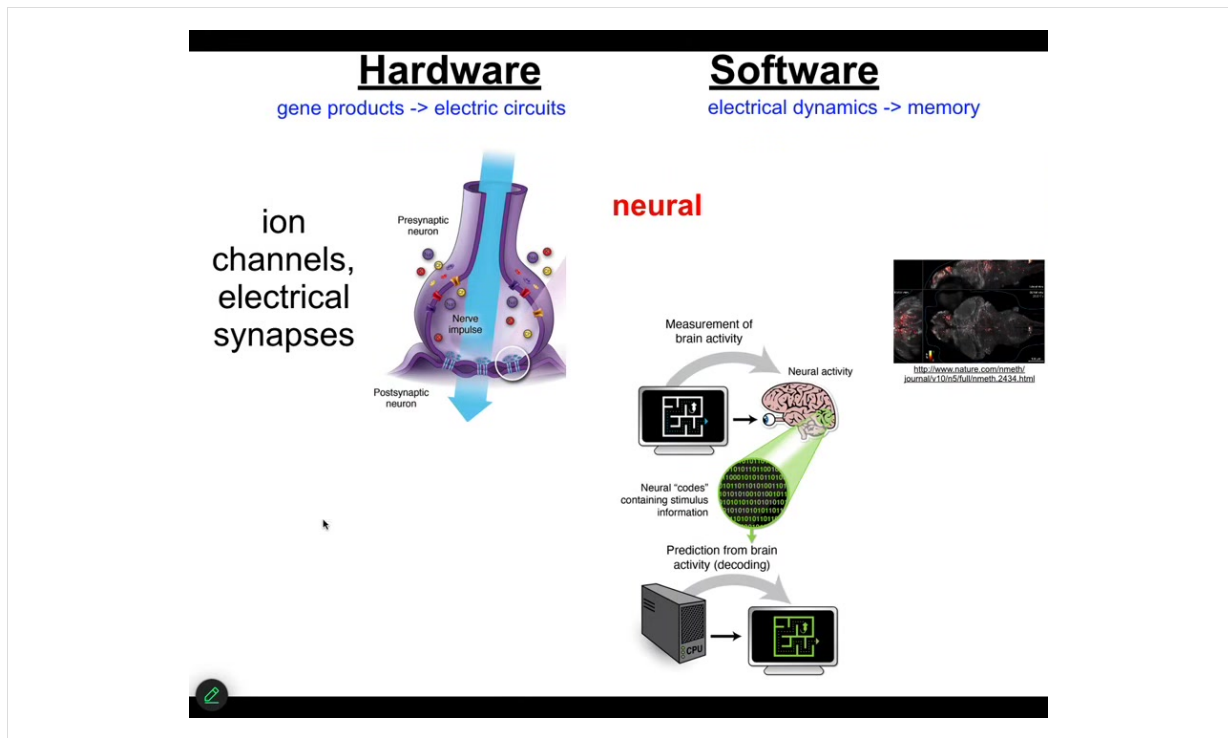 Hardware
gene products -> electric circuits
Software
electrical dynamics -> memory
ion
channels,
electrical
synapses
Presynaptic
neuron
Nerve
impulse
Postsynaptic
neuron
neural
Measurement of
brain activity
Neural activity
http://www.nature.com/nmeth/
journal/v10/n5/full/nmeth.2434.html
Neural "codes"
containing stimulus
information
Prediction from brain
activity (decoding)
CPU